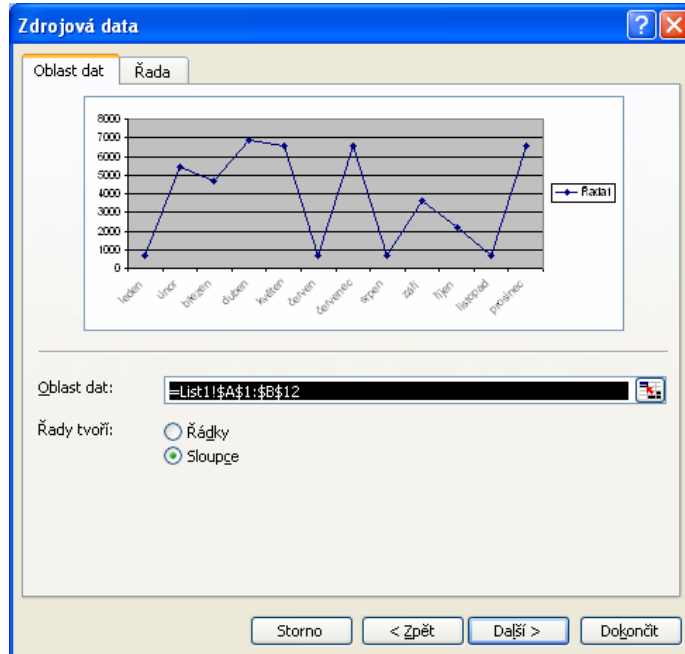 Zdrojová data
Oblast dat Řada
8000
7000
6000
5000
4000
3000
2000
1000
0
leden únor březen duben květen červen červenec srpen září říjen listopad prosinec
Řada1
Oblast dat:
=List1!$A$1:$B$12
Řady tvoří:
Řádky
Sloupce
Storno < Zpět Další > Dokončit